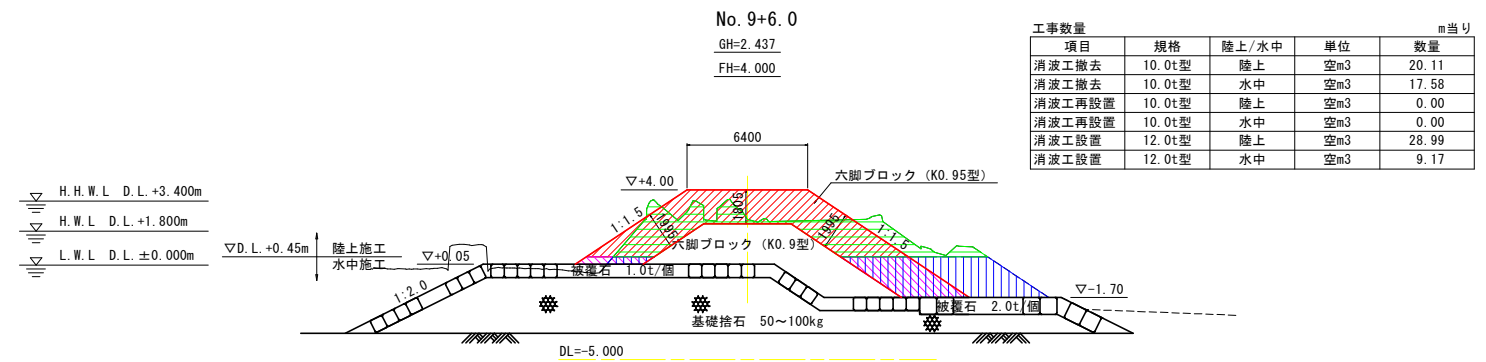 No. 9+6.0
GH=2.437
FH=4.000
工事数量 m当り
項目 規格 陸上/水中 単位 数量
消波工撤去 10.0t型 陸上 空m3 20.11
消波工撤去 10.0t型 水中 空m3 17.58
消波工再設置 10.0t型 陸上 空m3 0.00
消波工再設置 10.0t型 水中 空m3 0.00
消波工設置 12.0t型 陸上 空m3 28.99
消波工設置 12.0t型 水中 空m3 9.17
6400
▽+4.00
六脚ブロック (K0.95型)
H.H.W.L D.L.+3.400m
H.W.L D.L.+1.800m
L.W.L D.L.±0.000m
▽D.L.+0.45m
陸上施工
水中施工
▽+0.05
1:1.5
1995
1805
1995
1:1.5
六脚ブロック (K0.9型)
被覆石 1.0t/個
1:2.0
▽-1.70
被覆石 2.0t/個
基礎捨石 50～100kg
DL=-5.000